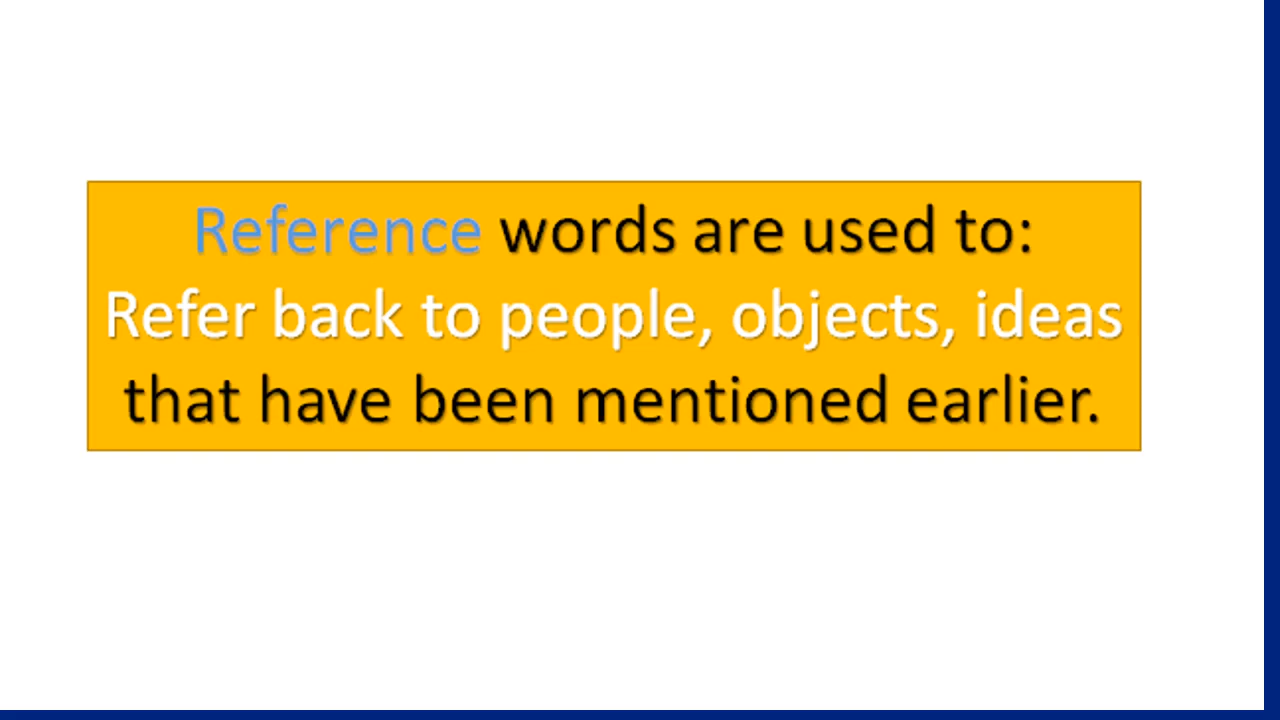 Reference words are used to:
Refer back to people, objects, ideas
that have been mentioned earlier.